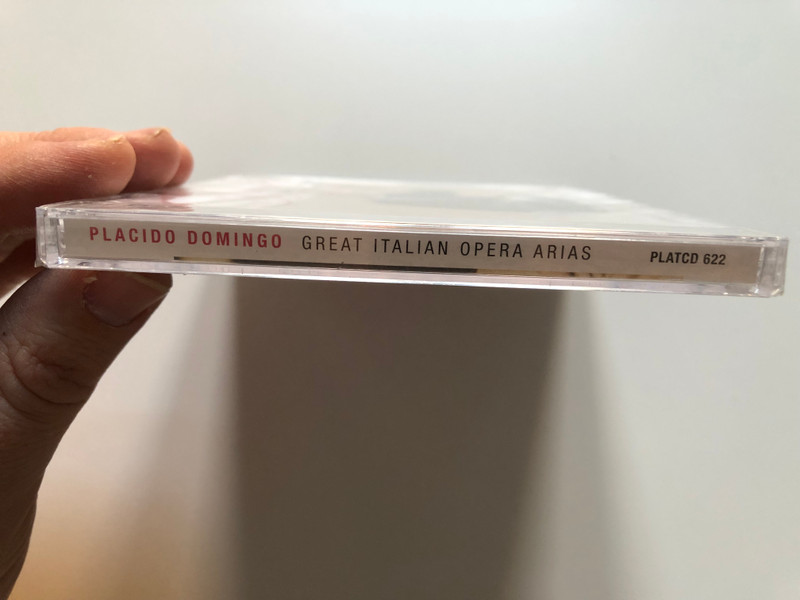 PLACIDO DOMINGO GREAT ITALIAN OPERA ARIAS PLATCD 622